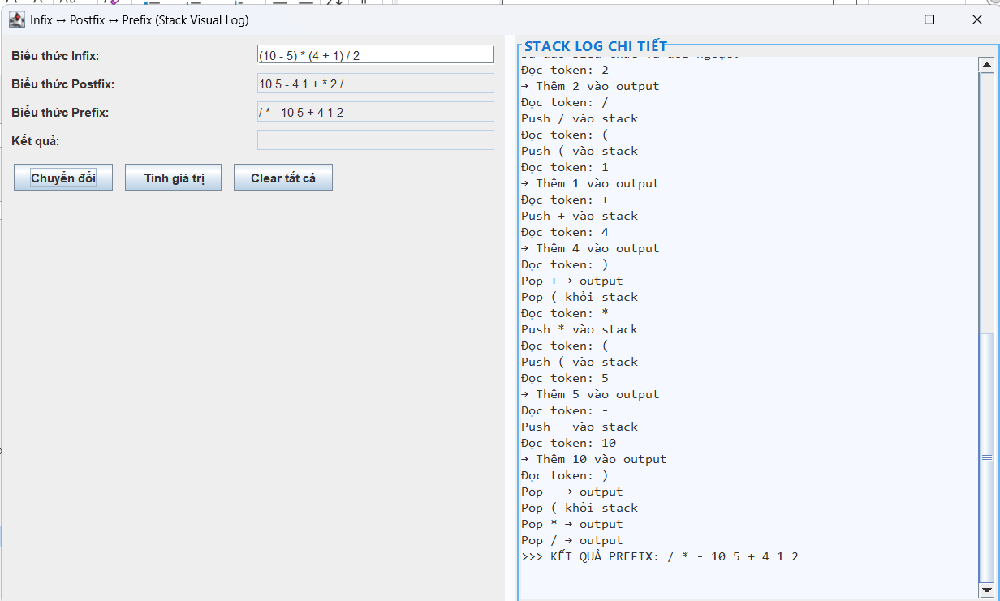 Infix ↔ Postfix ↔ Prefix (Stack Visual Log)
Biểu thức Infix:
(10 - 5) * (4 + 1) / 2
Biểu thức Postfix:
10 5 - 4 1 + * 2 /
Biểu thức Prefix:
/ * - 10 5 + 4 1 2
Kết quả:
Chuyển đổi
Tính giá trị
Clear tất cả
STACK LOG CHI TIẾT
Đọc token: 2
→ Thêm 2 vào output
Đọc token: /
Push / vào stack
Đọc token: (
Push ( vào stack
Đọc token: 1
→ Thêm 1 vào output
Đọc token: +
Push + vào stack
Đọc token: 4
→ Thêm 4 vào output
Đọc token: )
Pop + → output
Pop ( khỏi stack
Đọc token: *
Push * vào stack
Đọc token: (
Push ( vào stack
Đọc token: 5
→ Thêm 5 vào output
Đọc token: -
Push - vào stack
Đọc token: 10
→ Thêm 10 vào output
Đọc token: )
Pop - → output
Pop ( khỏi stack
Pop * → output
Pop / → output
>>> KẾT QUẢ PREFIX: / * - 10 5 + 4 1 2